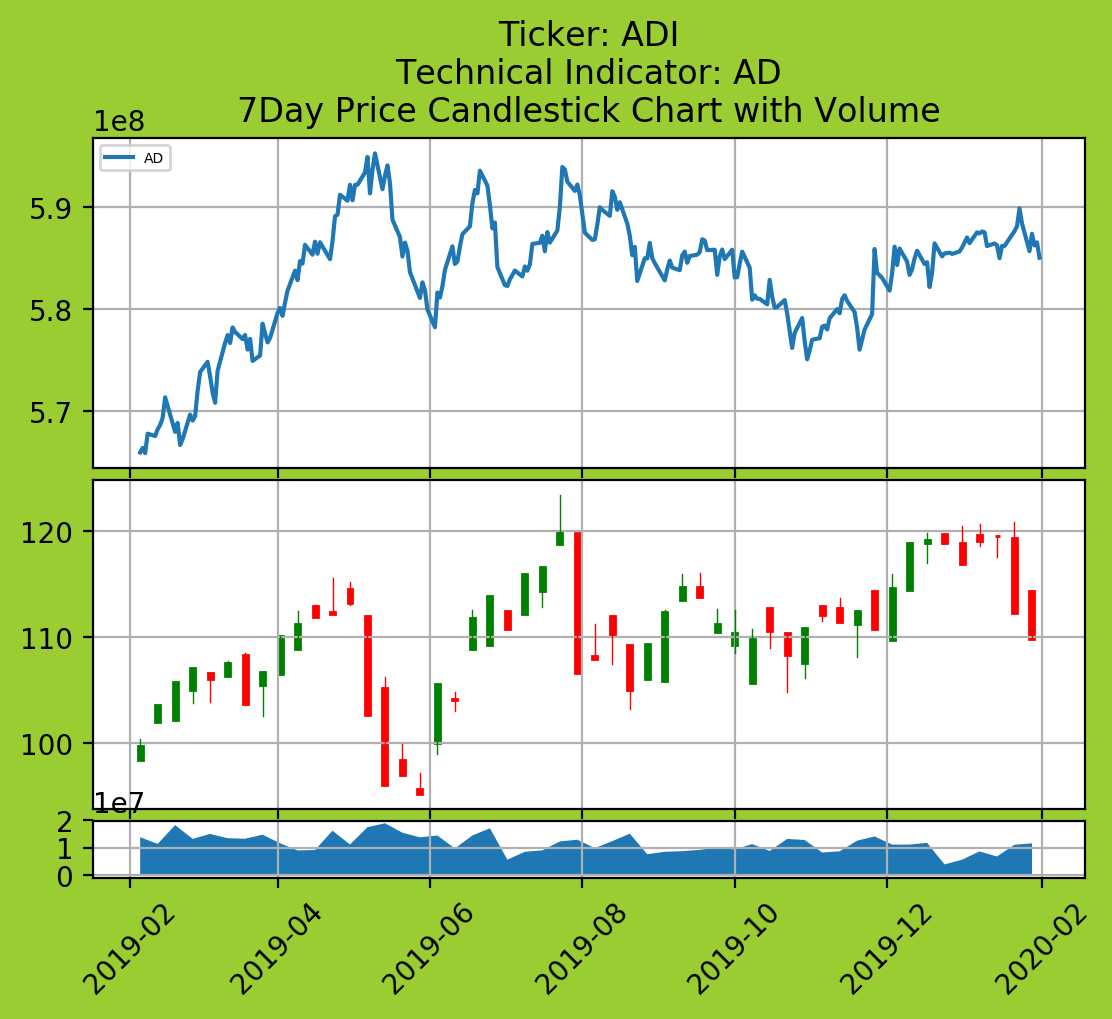 Ticker: ADI
Technical Indicator: AD
7Day Price Candlestick Chart with Volume
1e8
AD
5.9
5.8
5.7
120
110
100
1e7
2
1
0
2019-02
2019-04
2019-06
2019-08
2019-10
2019-12
2020-02